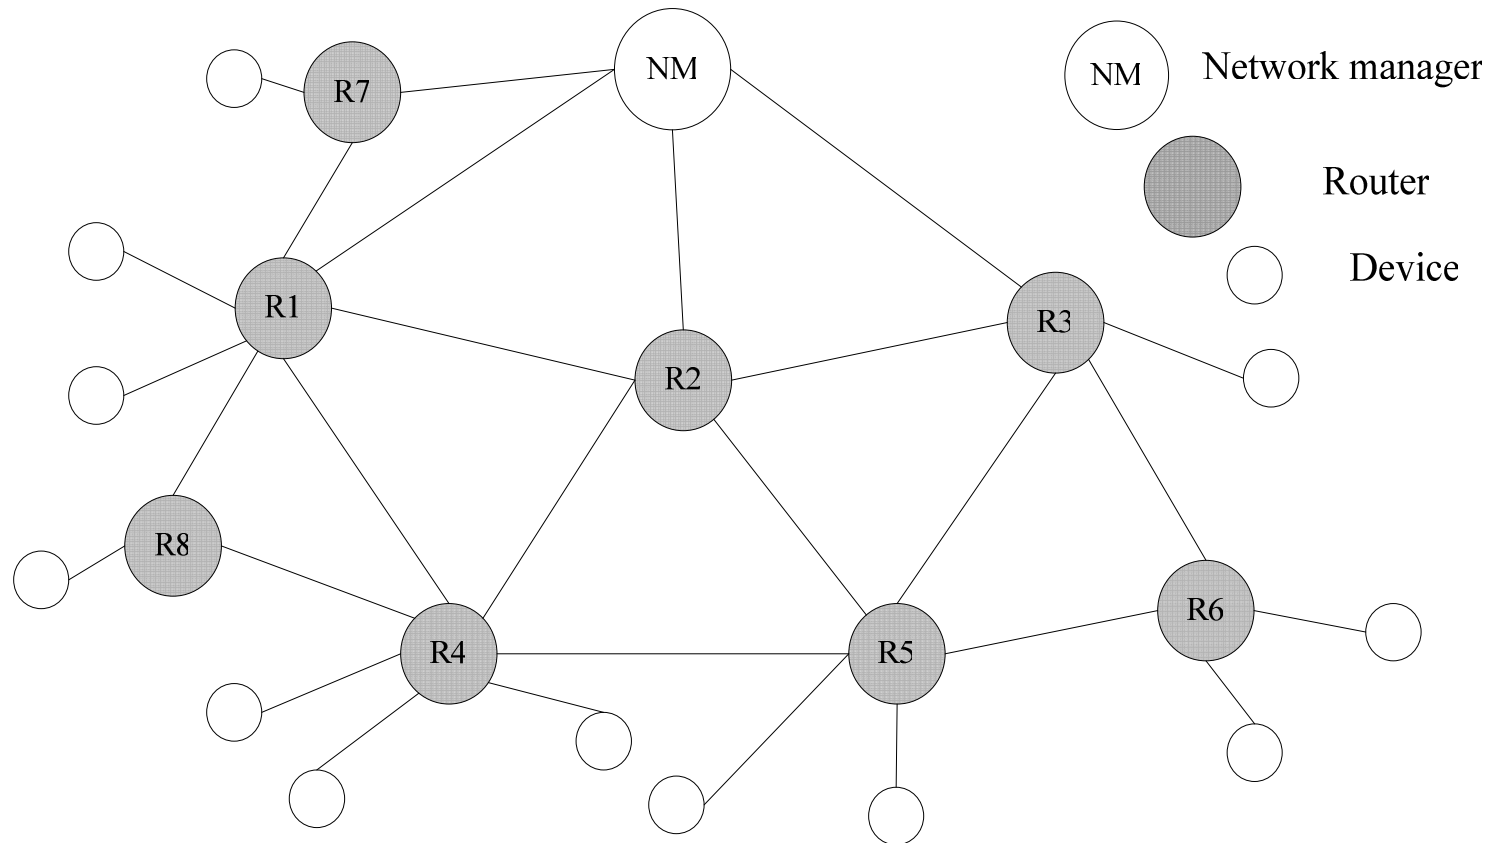 NM
R7
NM
Network manager
Router
Device
R1
R3
R2
R8
R6
R4
R5